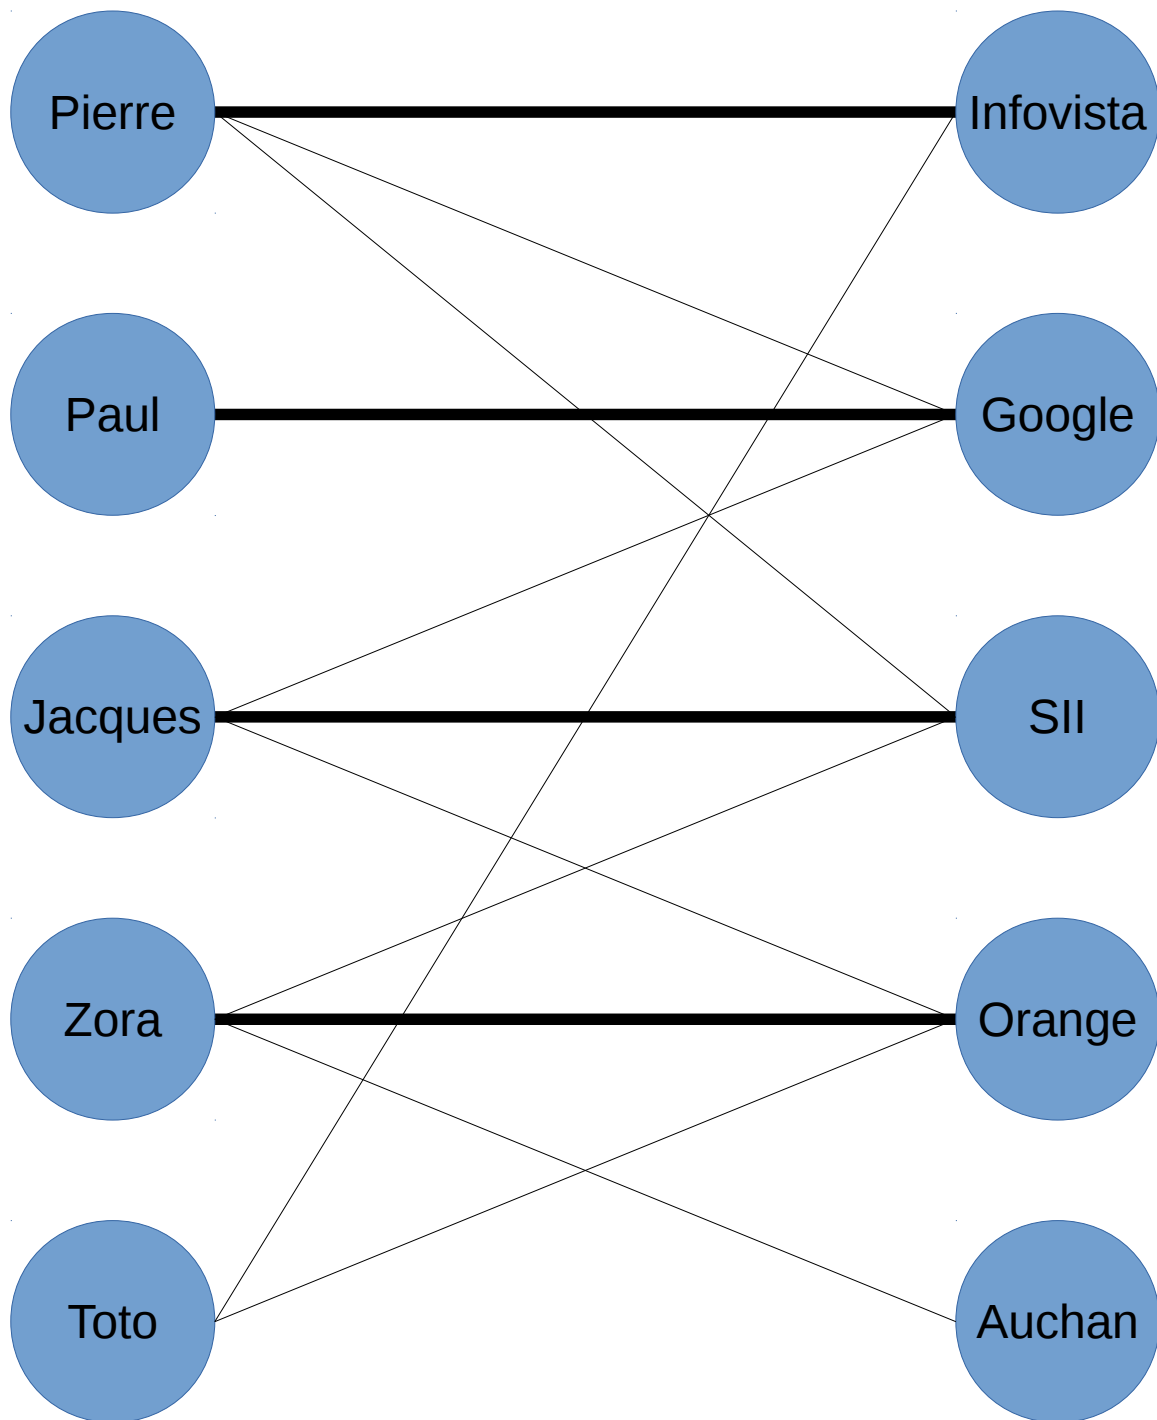 Pierre
Infovista
Paul
Google
Jacques
SII
Zora
Orange
Toto
Auchan